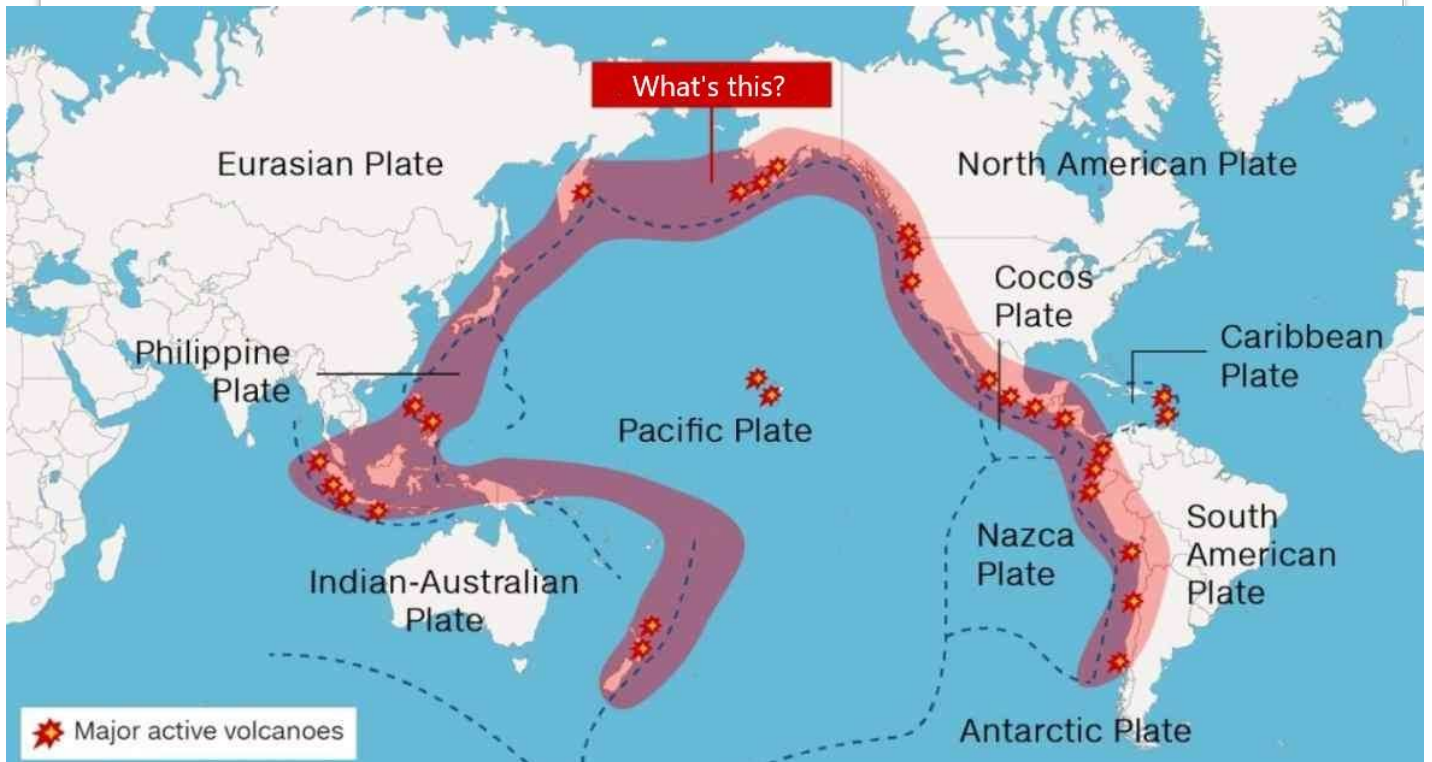 What's this?
Eurasian Plate
North American Plate
Cocos
Plate
Caribbean
Plate
Philippine
Plate
Pacific Plate
Nazca
Plate
South
American
Plate
Indian-Australian
Plate
Antarctic Plate
Major active volcanoes